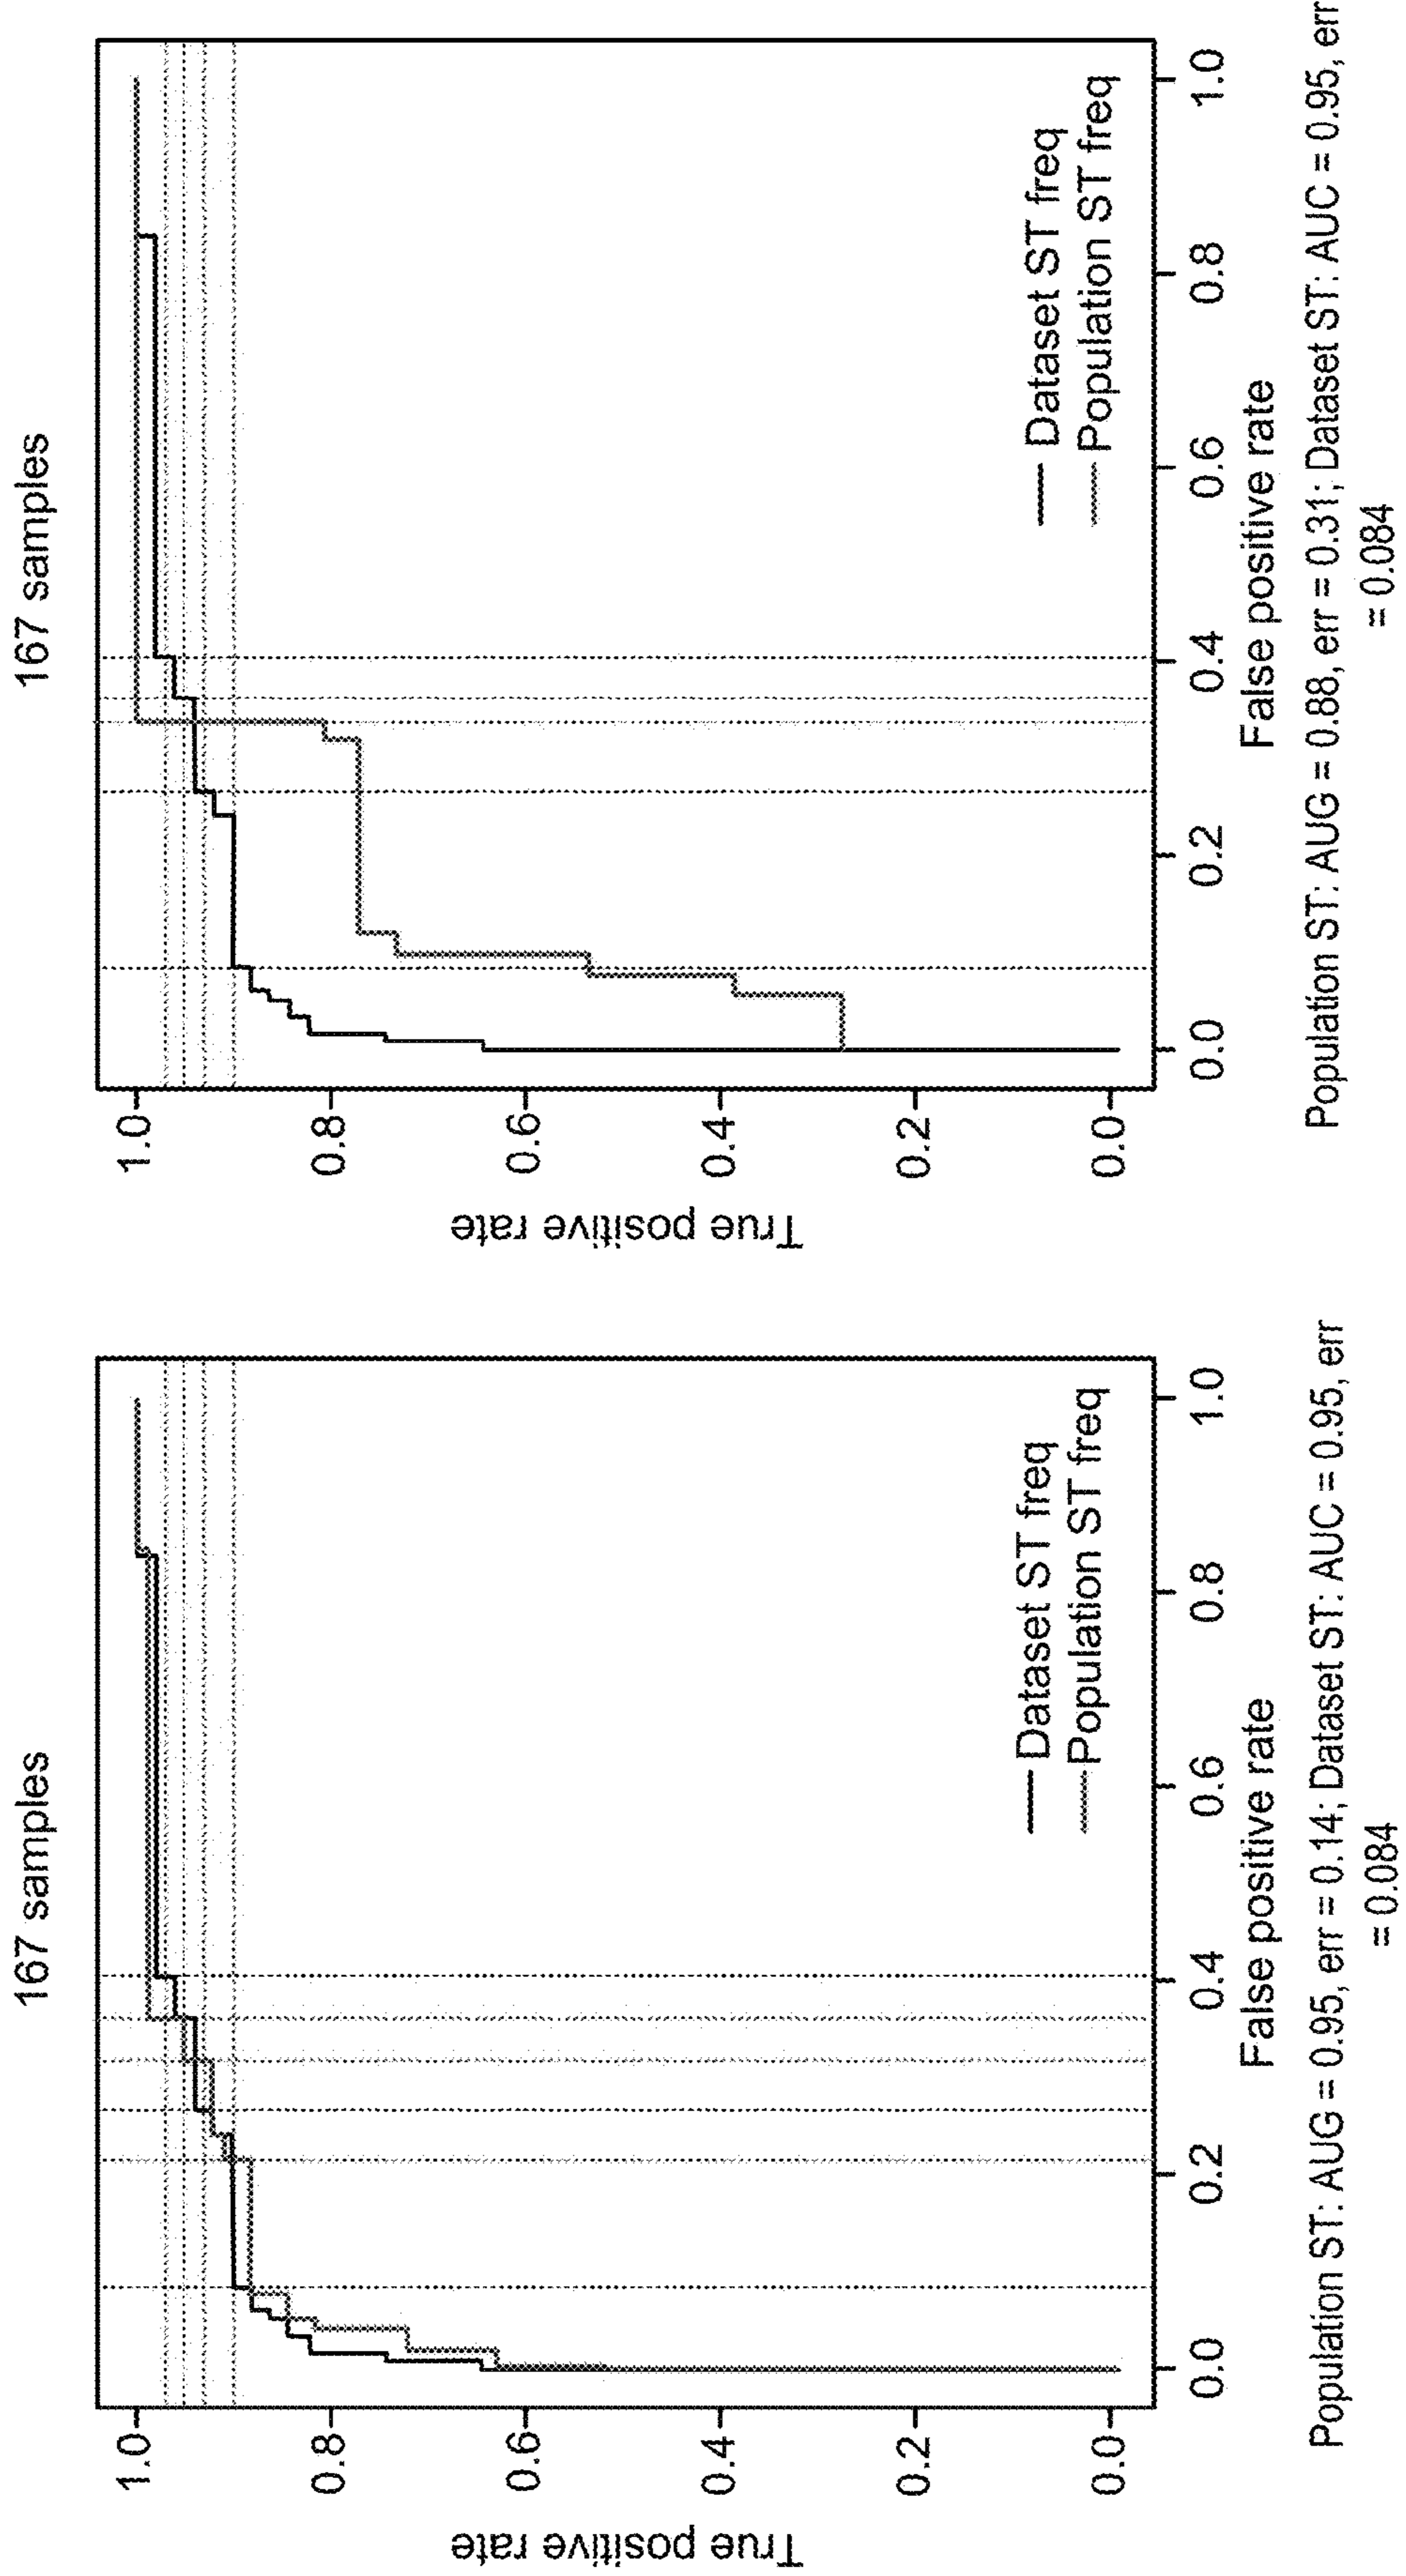 167 samples
True positive rate
1.0
0.8
0.6
0.4
0.2
0.0
Dataset ST freq
Population ST freq
0.0 0.2 0.4 0.6 0.8 1.0
False positive rate
Population ST: AUG = 0.95, err = 0.14; Dataset ST: AUC = 0.95, err
= 0.084
167 samples
True positive rate
1.0
0.8
0.6
0.4
0.2
0.0
Dataset ST freq
Population ST freq
0.0 0.2 0.4 0.6 0.8 1.0
False positive rate
Population ST: AUG = 0.88, err = 0.31; Dataset ST: AUC = 0.95, err
= 0.084